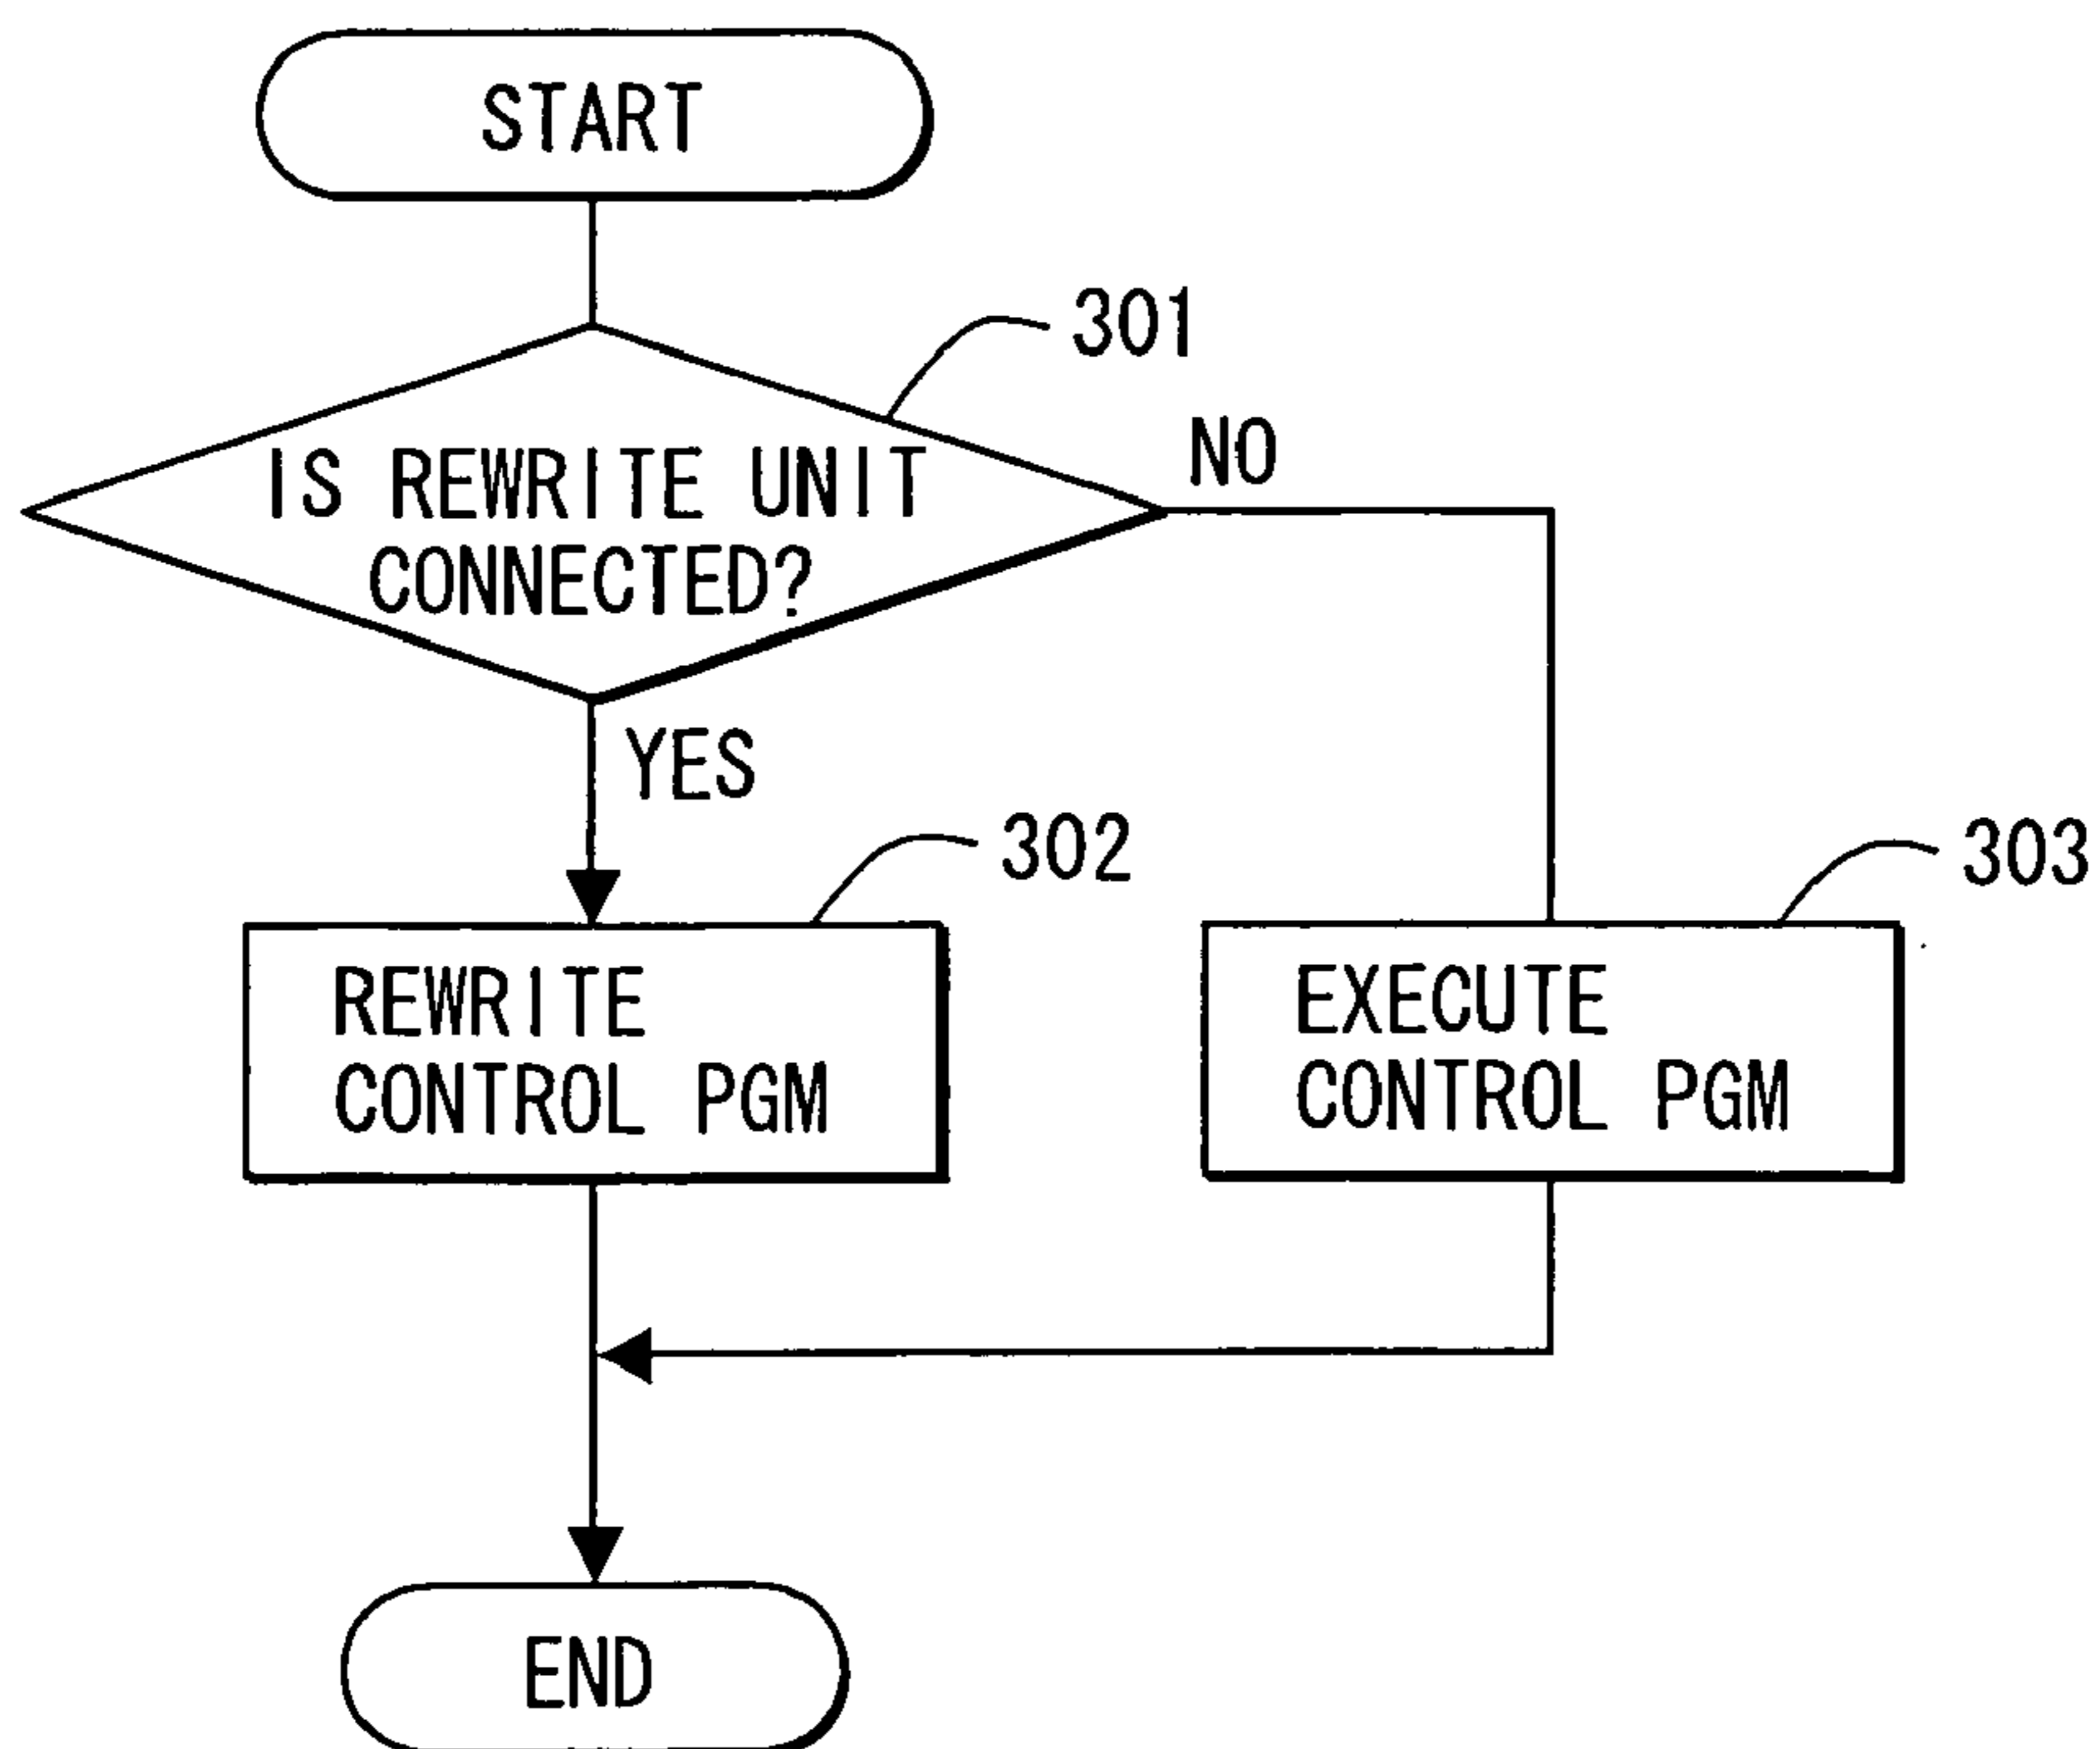 START
301
IS REWRITE UNIT
CONNECTED?
NO
YES
302
303
REWRITE
CONTROL PGM
EXECUTE
CONTROL PGM
END